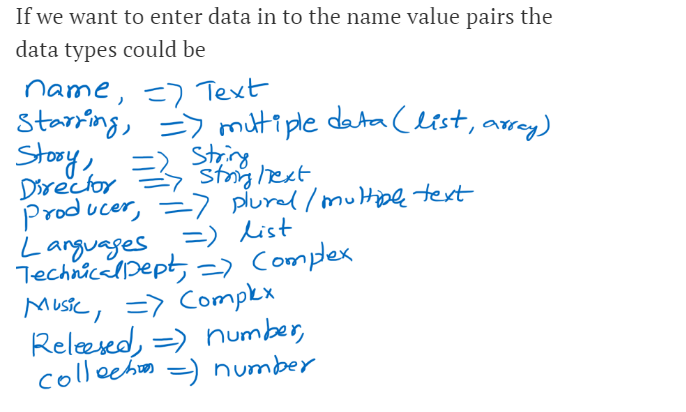 If we want to enter data in to the name value pairs the
data types could be
name, => Text
Starring, => mutiple data (list, array)
Story, => String
Director => String/Text
Producer, => plural/multiple text
Languages => list
TechnicalDept, => Complex
Music, => Complex
Released, => number,
collection => number